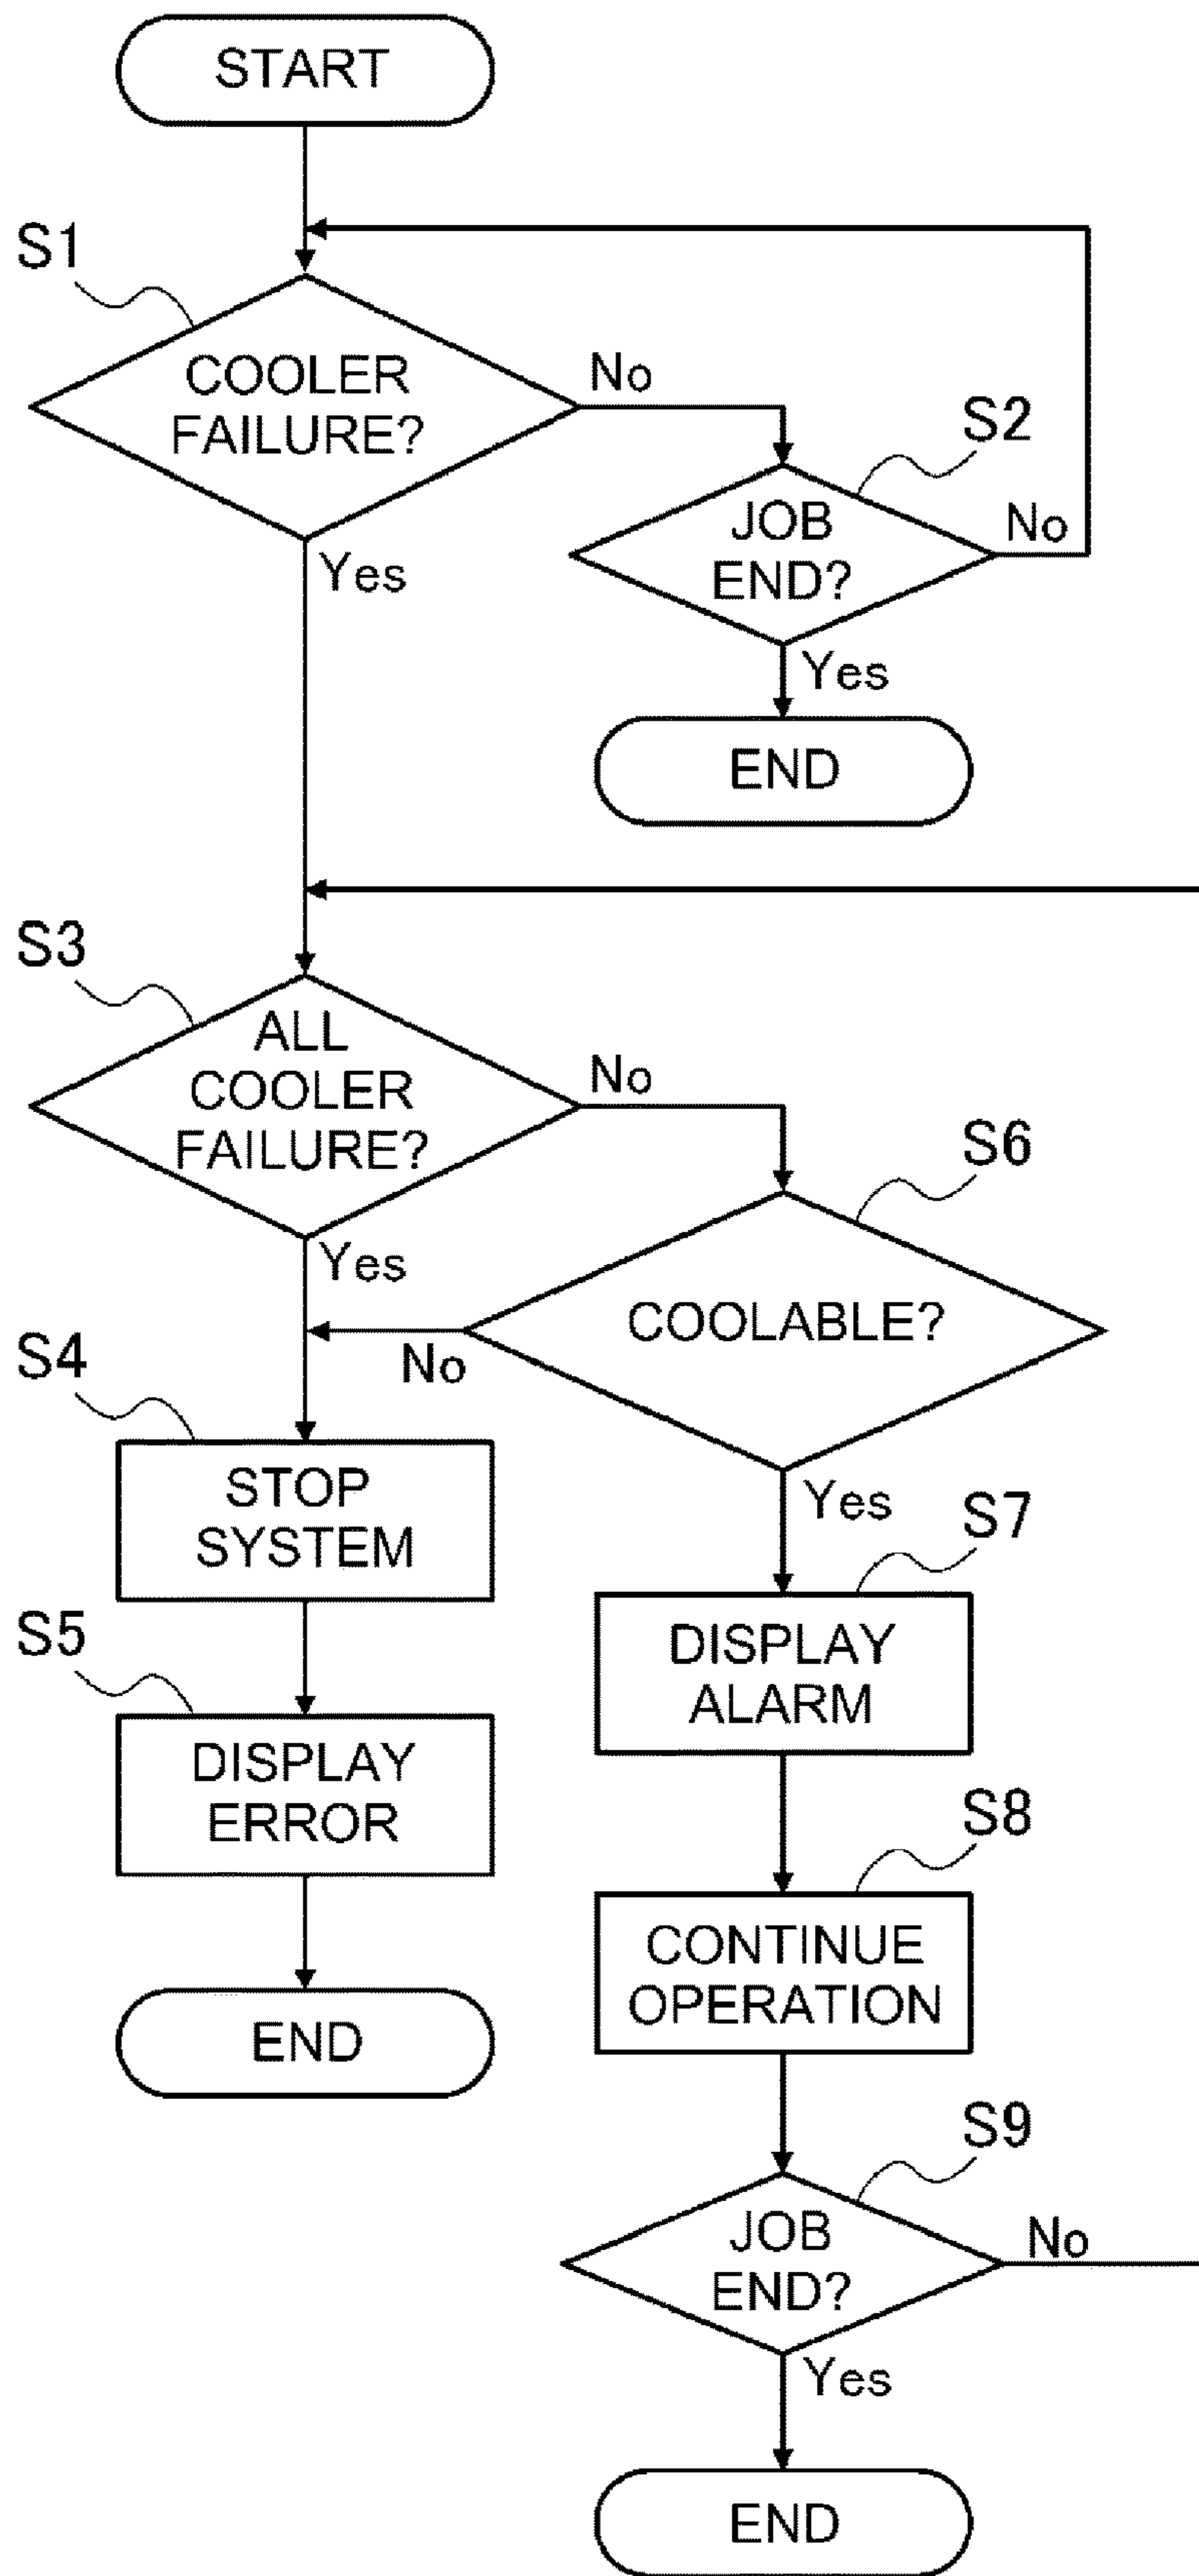 START
S1
COOLER
FAILURE?
No
Yes
S2
JOB
END?
No
Yes
END
S3
ALL
COOLER
FAILURE?
No
Yes
S6
COOLABLE?
No
Yes
S4
STOP
SYSTEM
S5
DISPLAY
ERROR
END
S7
DISPLAY
ALARM
S8
CONTINUE
OPERATION
S9
JOB
END?
No
Yes
END